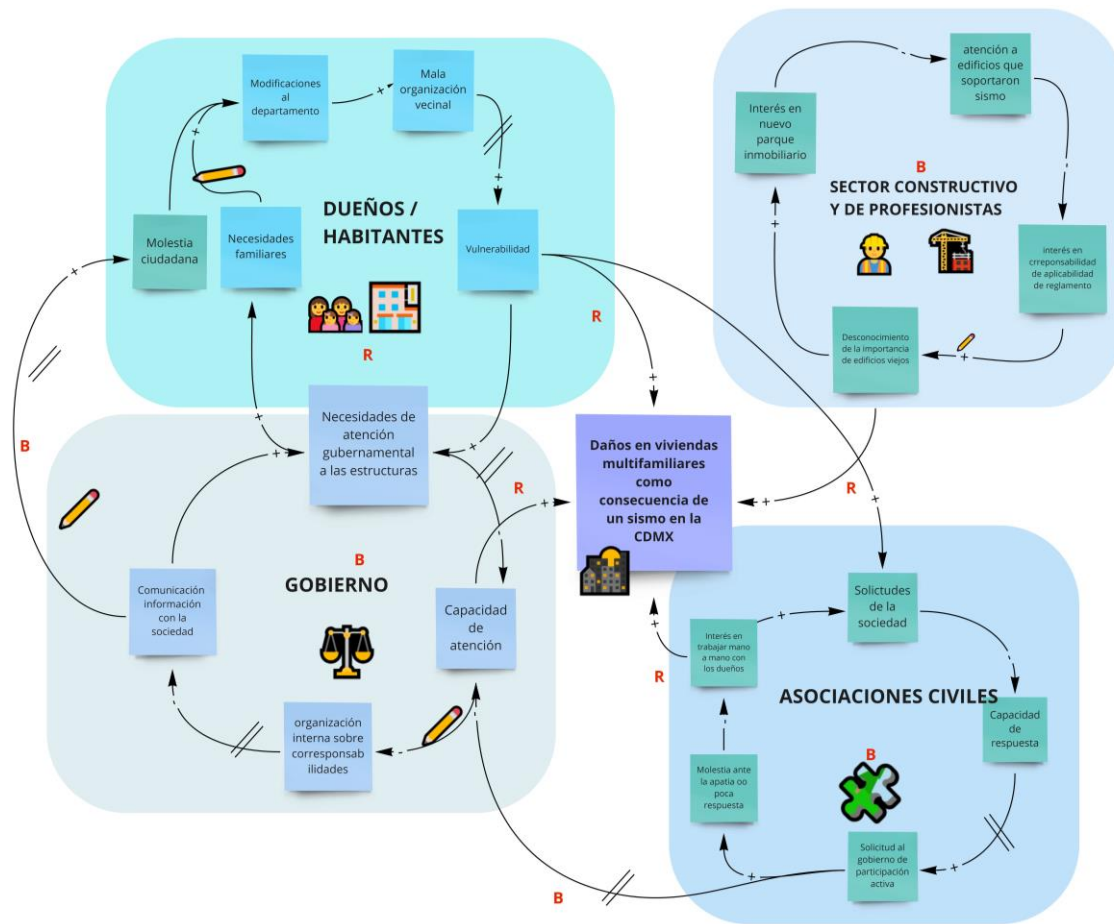 Modificaciones
al
departamento
Mala
organización
vecinal
Molestia
ciudadana
Necesidades
familiares
DUEÑOS /
HABITANTES
Vulnerabilidad
R
R
B
Necesidades de
atención
gubernamental
a las estructuras
R
B
GOBIERNO
Comunicación
información
con la
sociedad
Capacidad
de
atención
organización
interna sobre
corresponsab
ilidades
Daños en viviendas
multifamiliares
como
consecuencia de
un sismo en la
CDMX
atención a
edificios que
soportaron
sismo
Interés en
nuevo
parque
inmobiliario
B
SECTOR CONSTRUCTIVO
Y DE PROFESIONISTAS
interés en
crreponsabilidad
de aplicabilidad
de reglamento
Desconocimiento
de la importancia
de edificios viejos
R
Solicitudes
de la
sociedad
Interés en
trabajar mano
a mano con
los dueños
R
ASOCIACIONES CIVILES
Capacidad
de
respuesta
B
Molestia ante
la apatia oo
poca
respuesta
Solicitud al
gobierno de
participación
activa
B